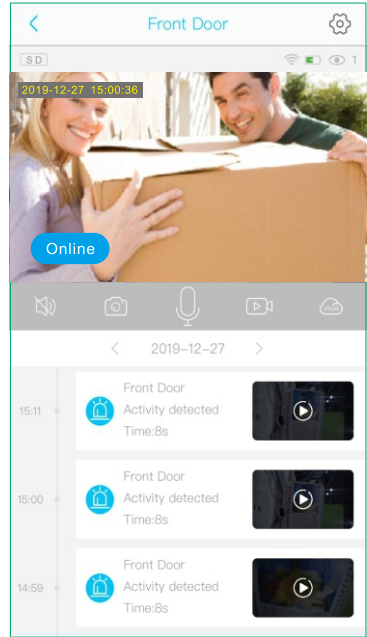 Front Door
SD
1
2019-12-27 15:00:36
Online
2019-12-27
Front Door
15:11
Activity detected
Time:8s
Front Door
15:00
Activity detected
Time:8s
Front Door
14:59
Activity detected
Time:8s